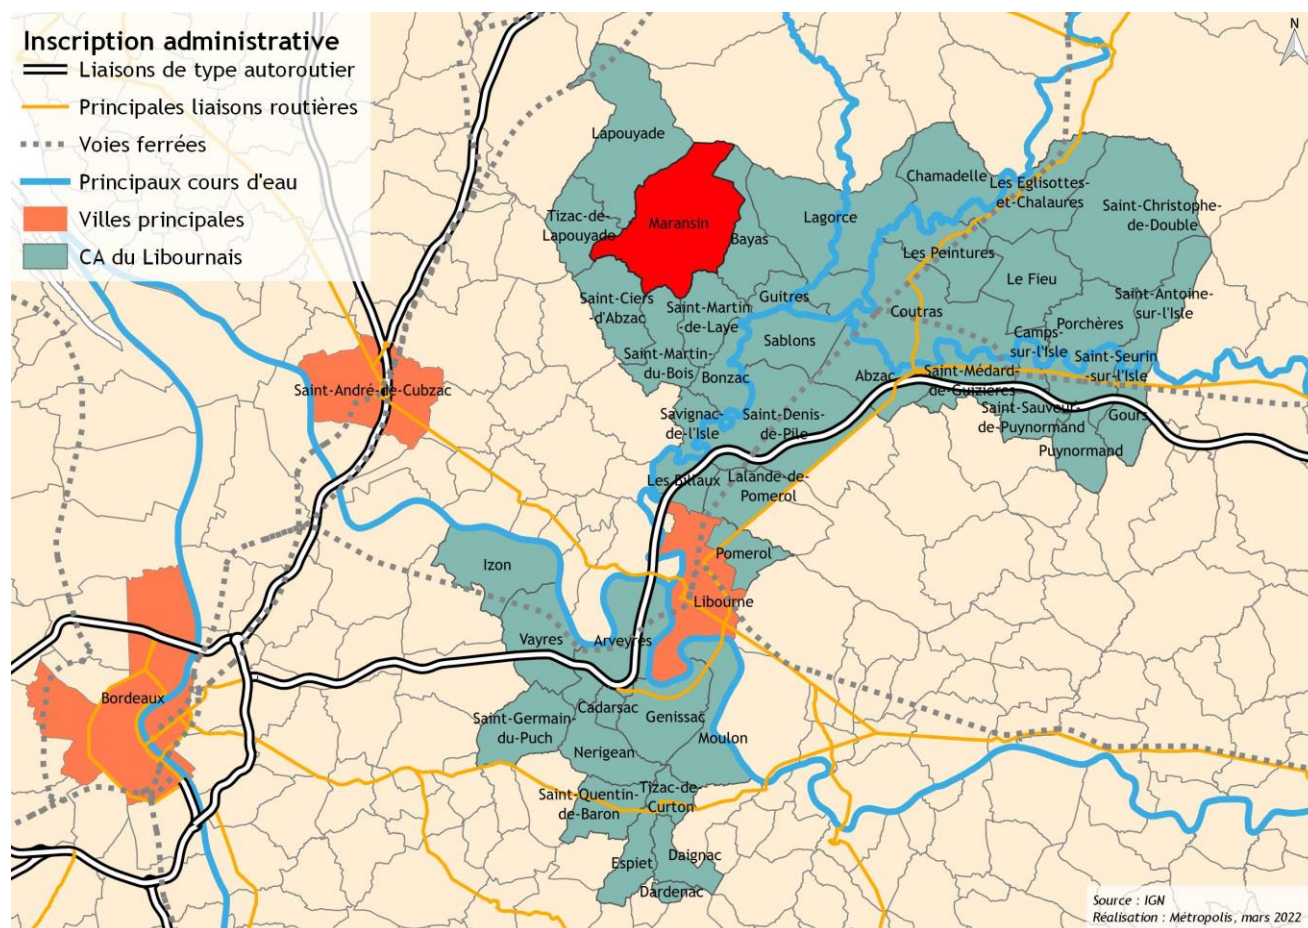 Inscription administrative
Liaisons de type autoroutier
Principales liaisons routières
Voies ferrées
Principaux cours d'eau
Villes principales
CA du Libournais
N
Lapouyade
Chamadelle
Les Eglisottes-
et-Chalaures
Saint-Christophe-
de-Double
Tizac-de-
Lapouyade
Maransin
Bayas
Lagorce
Les Peintures
Le Fieu
Saint-Ciers
d'Abzac
Saint-Martin
-de-Laye
Guitres
Coutras
Saint-Antoine-
sur-l'Isle
Sablons
Camps-
sur-l'Isle
Porchères
Saint-Martin-
du-Bois
Bonzac
Abzac
Saint-Médard-
de-Guizières
Saint-Seurin
-sur-l'Isle
Saint-André-de-Cubzac
Savignac-
de-l'Isle
Saint-Denis-
de-Pile
Saint-Sauveur-
de-Puynormand
Gours
Puynormand
Les Billaux
Lalande-de-
Pomerol
Pomerol
Izon
Libourne
Vayres
Arveyres
Bordeaux
Cadarsac
Saint-Germain-
du-Puch
Genissac
Moulon
Nerigean
Saint-Quentin-
de-Baron
Tizac-de-
Curton
Espiet
Daignac
Dardenac
Source : IGN
Réalisation : Métropolis, mars 2022